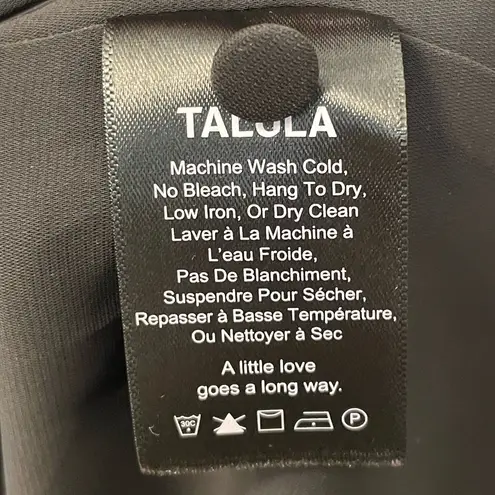 TALULA
Machine Wash Cold,
No Bleach, Hang To Dry,
Low Iron, Or Dry Clean
Laver à La Machine à
L'eau Froide,
Pas De Blanchiment,
Suspendre Pour Sécher,
Repasser à Basse Température,
Ou Nettoyer à Sec
A little love
goes a long way.
30C P